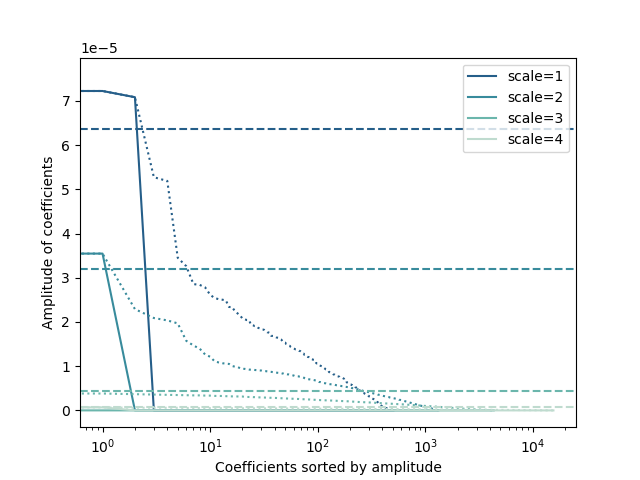 1e−5
scale=1
scale=2
scale=3
scale=4
7
6
5
4
3
2
1
0
Amplitude of coefficients
10⁰ 10¹ 10² 10³ 10⁴
Coefficients sorted by amplitude